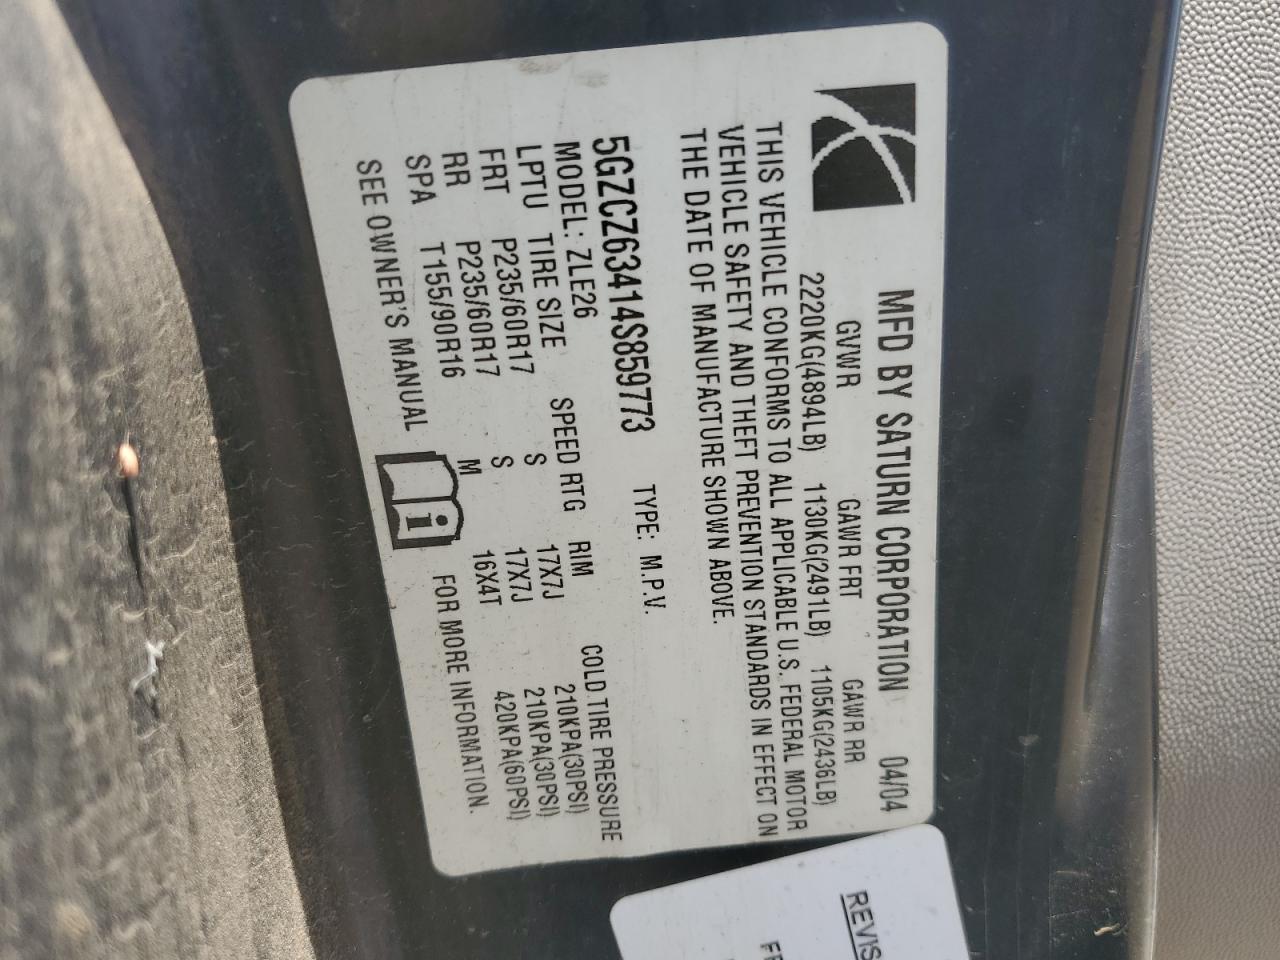 MFD BY SATURN CORPORATION 04/04
GVWR GAWR FRT GAWR RR
2220KG(4894LB) 1130KG(2491LB) 1105KG(2436LB)
THIS VEHICLE CONFORMS TO ALL APPLICABLE U.S. FEDERAL MOTOR
VEHICLE SAFETY AND THEFT PREVENTION STANDARDS IN EFFECT ON
THE DATE OF MANUFACTURE SHOWN ABOVE.
5GZCZ63414S859773 TYPE: M.P.V.
MODEL: ZLE26
LPTU TIRE SIZE SPEED RTG RIM COLD TIRE PRESSURE
FRT P235/60R17 S 17X7J 210KPA(30PSI)
RR P235/60R17 S 17X7J 210KPA(30PSI)
SPA T155/90R16 M 16X4T 420KPA(60PSI)
SEE OWNER'S MANUAL i FOR MORE INFORMATION.
REVIS